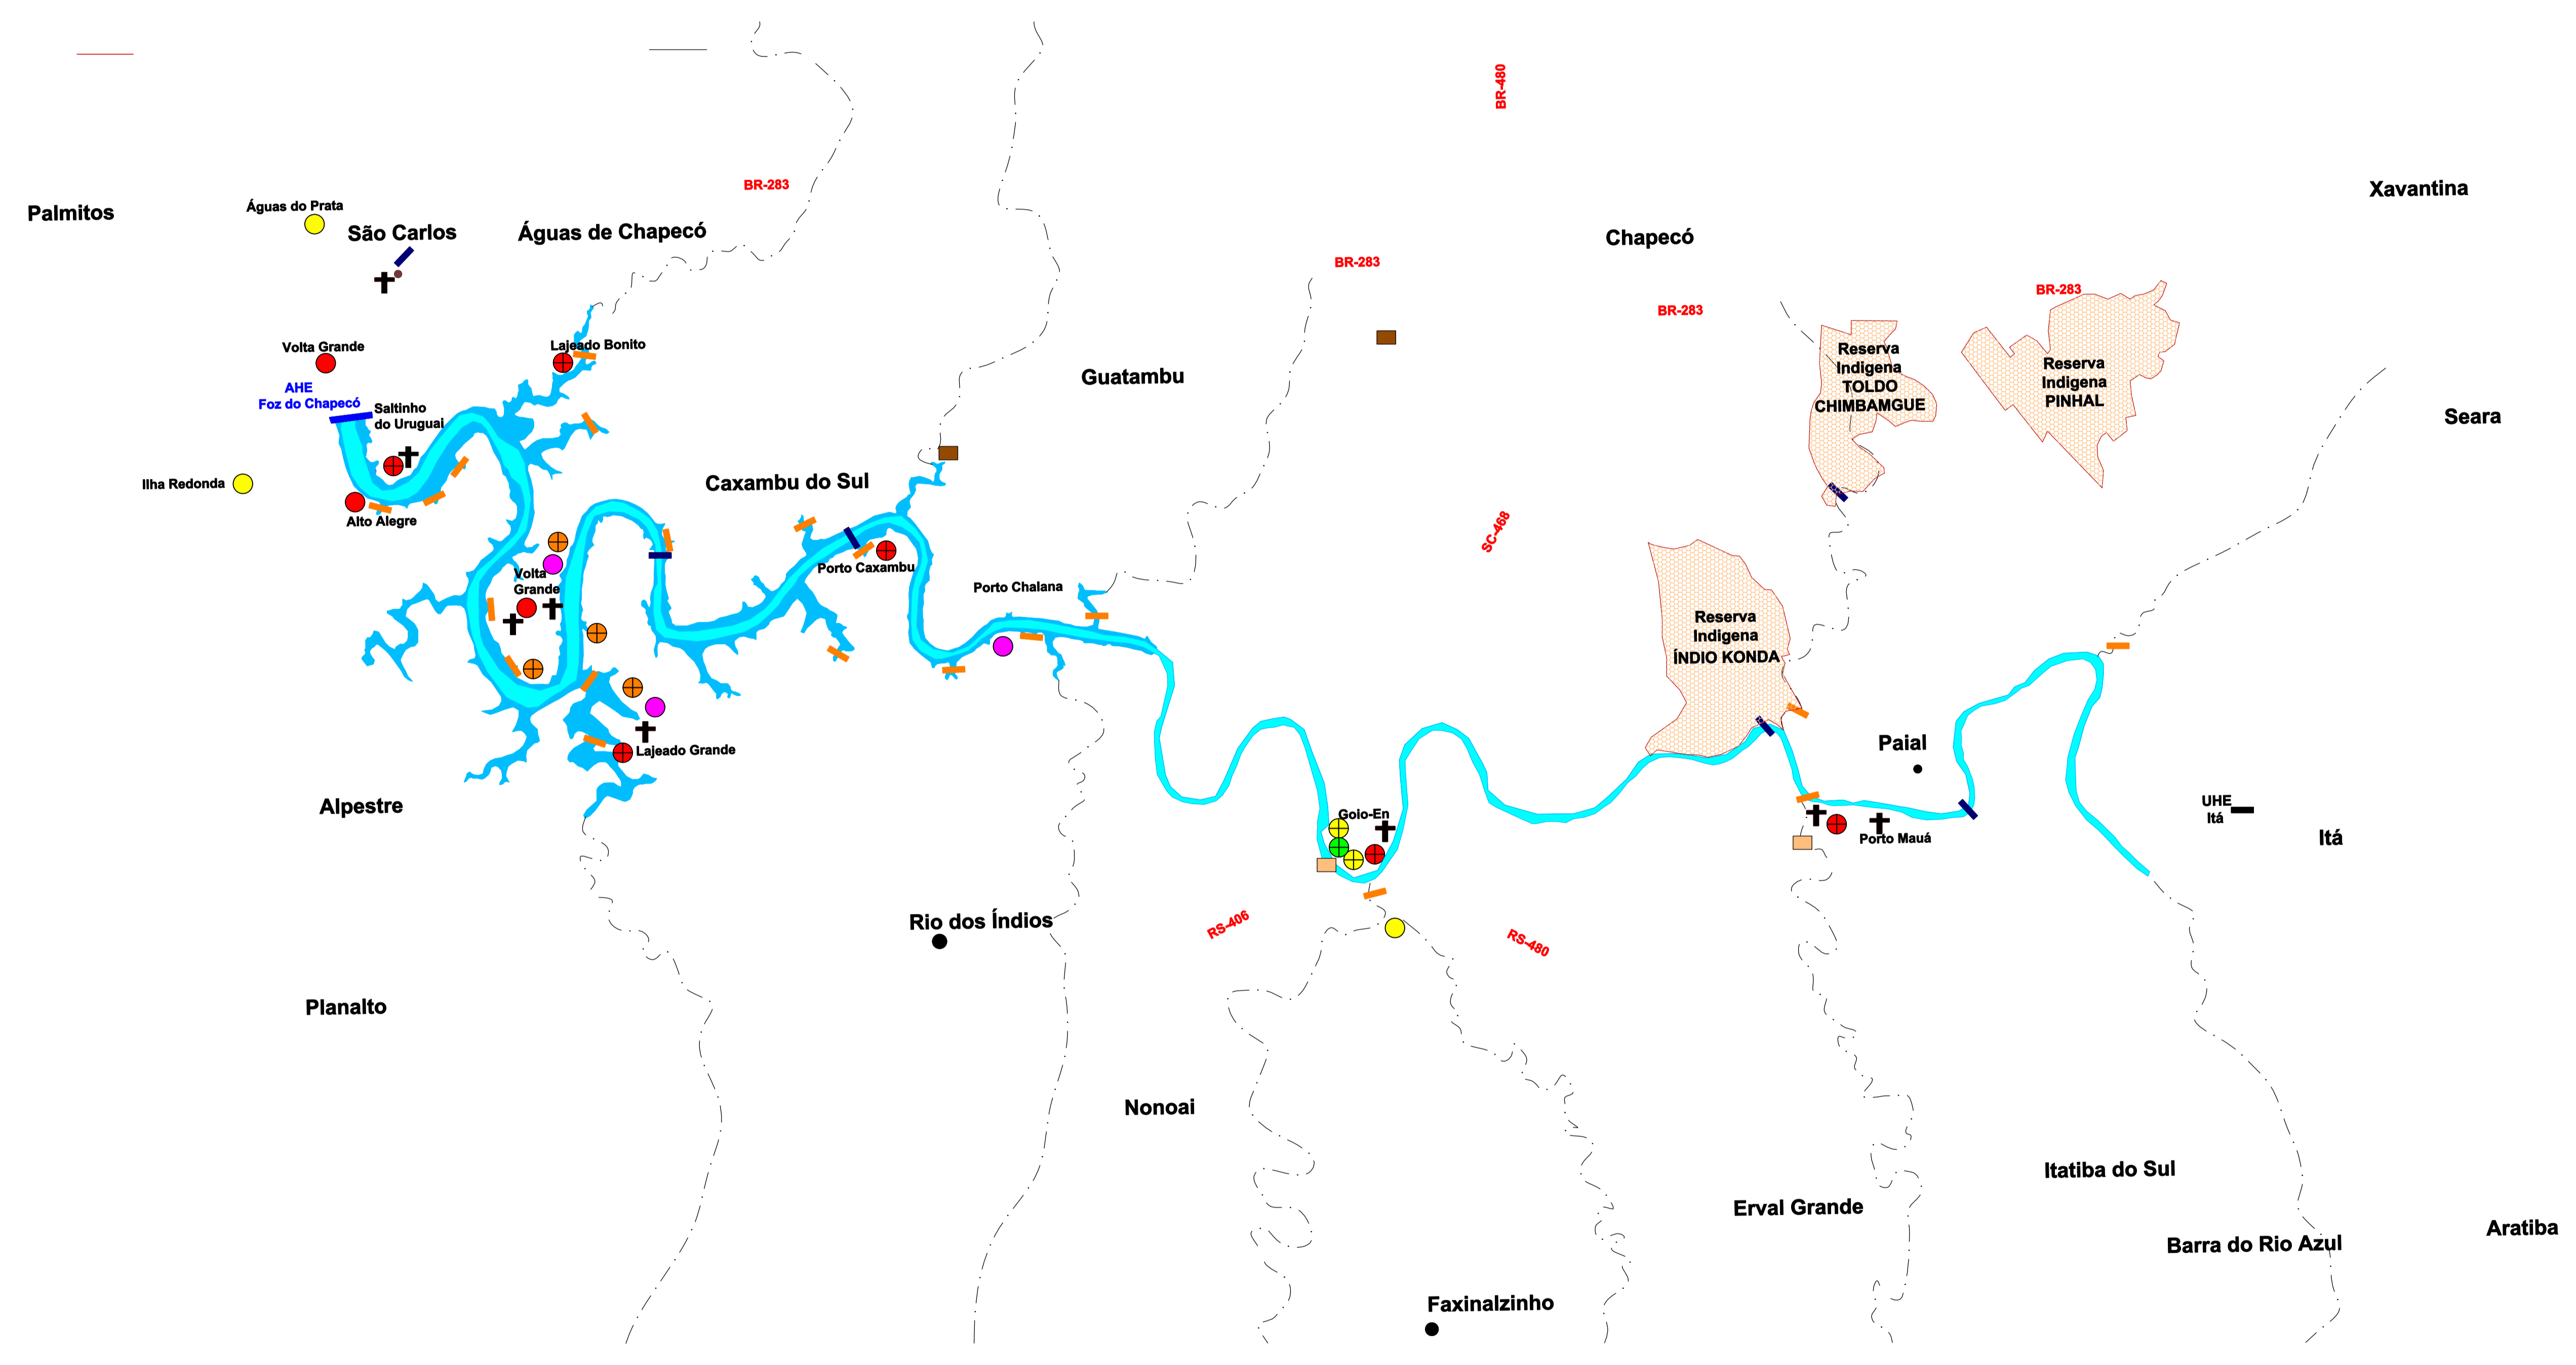 BR-480
BR-283
Xavantina
Palmitos
Águas do Prata
São Carlos
Águas de Chapecó
Chapecó
BR-283
BR-283
BR-283
Volta Grande
Lajeado Bonito
Reserva
Indigena
TOLDO
CHIMBAMGUE
Reserva
Indigena
PINHAL
Guatambu
AHE
Foz do Chapecó
Saltinho
do Uruguai
Seara
Ilha Redonda
Caxambu do Sul
Alto Alegre
SC-468
Porto Caxambu
Volta
Grande
Porto Chalana
Reserva
Indigena
ÍNDIO KONDA
Lajeado Grande
Paial
Alpestre
Goio-En
UHE
Itá
Itá
Porto Mauá
Rio dos Índios
RS-406
RS-480
Planalto
Nonoai
Itatiba do Sul
Erval Grande
Barra do Rio Azul
Aratiba
Faxinalzinho